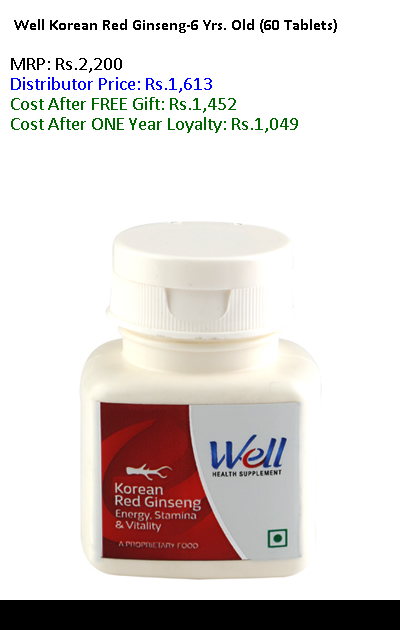 Well Korean Red Ginseng-6 Yrs. Old (60 Tablets)
MRP: Rs.2,200
Distributor Price: Rs.1,613
Cost After FREE Gift: Rs.1,452
Cost After ONE Year Loyalty: Rs.1,049
Well
HEALTH SUPPLEMENT
Korean
Red Ginseng
Energy, Stamina
& Vitality
A PROPRIETARY FOOD